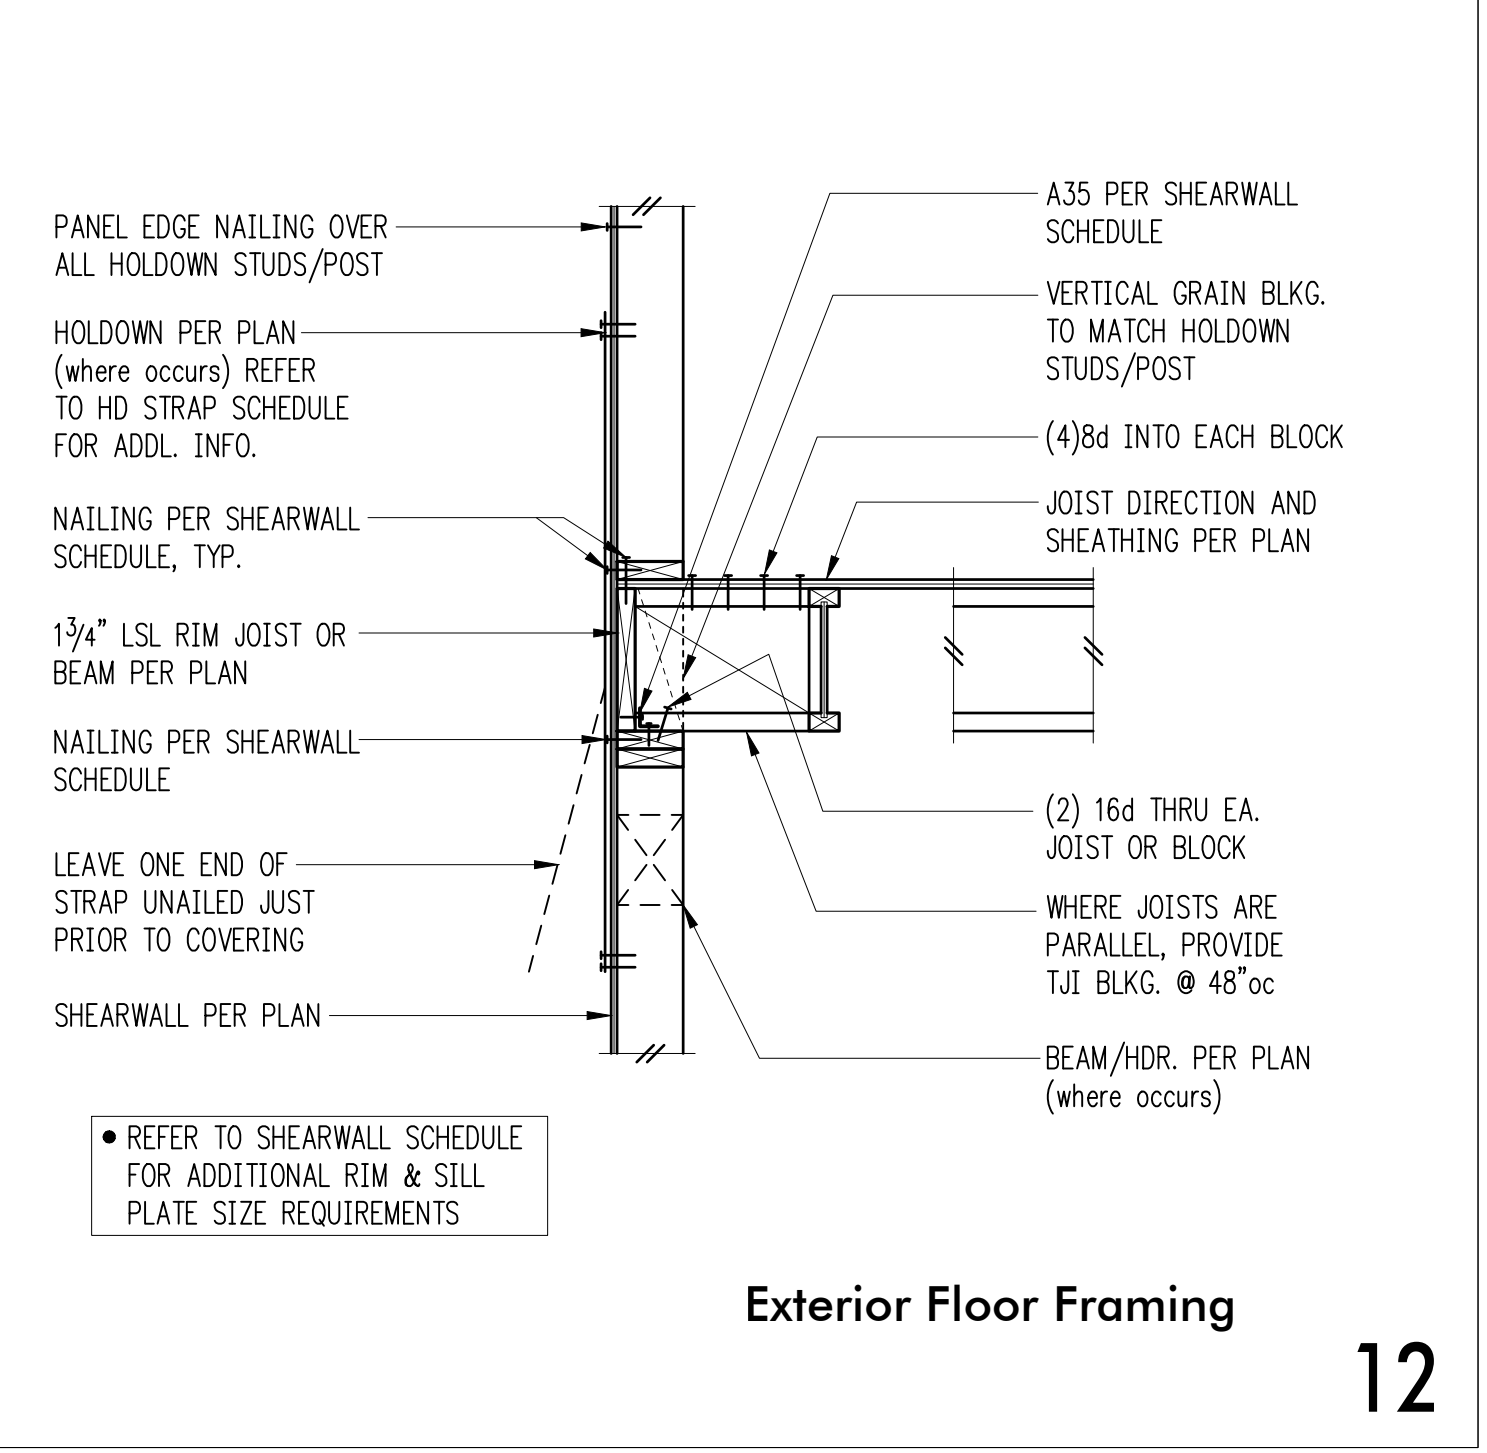 PANEL EDGE NAILING OVER
ALL HOLDOWN STUDS/POST
HOLDOWN PER PLAN
(where occurs) REFER
TO HD STRAP SCHEDULE
FOR ADDL. INFO.
NAILING PER SHEARWALL
SCHEDULE, TYP.
1 3/4" LSL RIM JOIST OR
BEAM PER PLAN
NAILING PER SHEARWALL
SCHEDULE
LEAVE ONE END OF
STRAP UNAILED JUST
PRIOR TO COVERING
SHEARWALL PER PLAN
A35 PER SHEARWALL
SCHEDULE
VERTICAL GRAIN BLKG.
TO MATCH HOLDOWN
STUDS/POST
(4)8d INTO EACH BLOCK
JOIST DIRECTION AND
SHEATHING PER PLAN
(2) 16d THRU EA.
JOIST OR BLOCK
WHERE JOISTS ARE
PARALLEL, PROVIDE
TJI BLKG. @ 48"oc
BEAM/HDR. PER PLAN
(where occurs)
• REFER TO SHEARWALL SCHEDULE
FOR ADDITIONAL RIM & SILL
PLATE SIZE REQUIREMENTS
Exterior Floor Framing
12